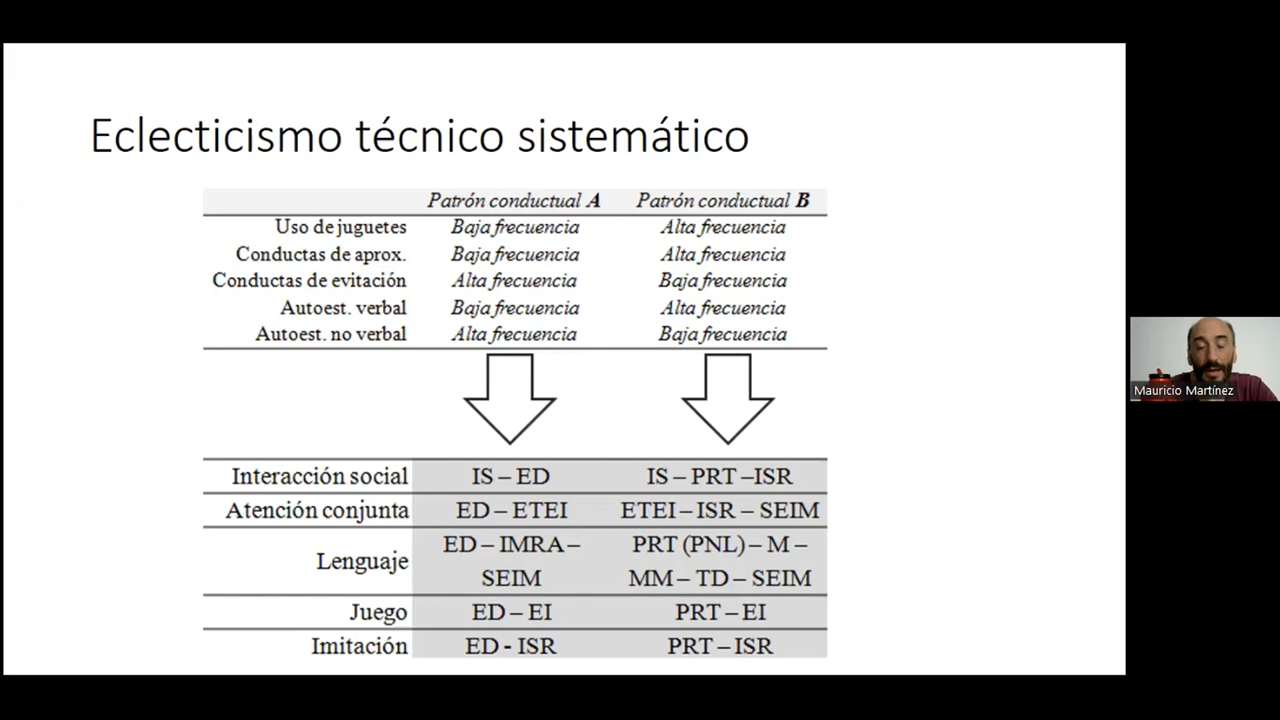 Eclecticismo técnico sistemático
Patrón conductual A Patrón conductual B
Uso de juguetes Baja frecuencia Alta frecuencia
Conductas de aprox. Baja frecuencia Alta frecuencia
Conductas de evitación Alta frecuencia Baja frecuencia
Autoest. verbal Baja frecuencia Alta frecuencia
Autoest. no verbal Alta frecuencia Baja frecuencia
Interacción social IS – ED IS – PRT –ISR
Atención conjunta ED – ETEI ETEI – ISR – SEIM
Lenguaje ED – IMRA – SEIM PRT (PNL) – M – MM – TD – SEIM
Juego ED – EI PRT – EI
Imitación ED - ISR PRT – ISR
Mauricio Martínez